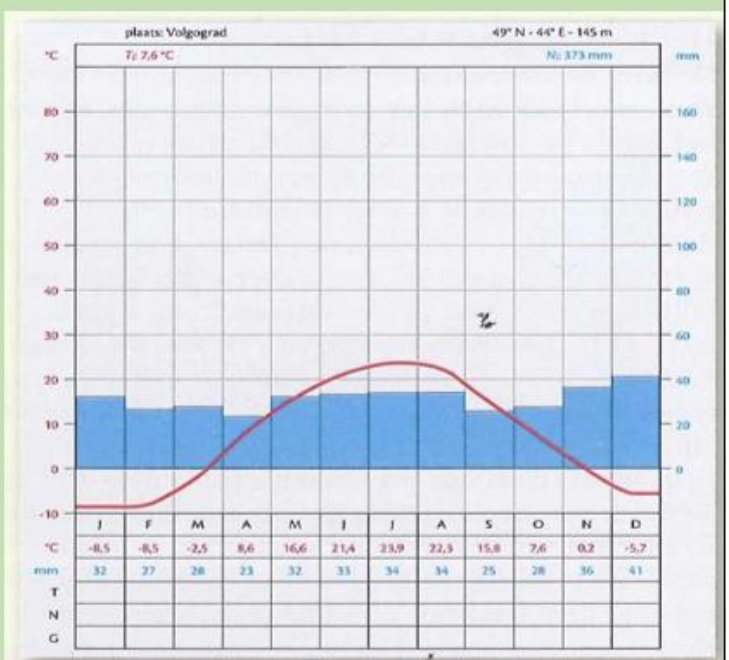 plaats: Volgograd 49° N - 44° E - 145 m
°C Tj: 7,6 °C Nj: 373 mm mm
80 160
70 140
60 120
50 100
40 80
30 60
20 40
10 20
0 0
-10
J F M A M J J A S O N D
°C -8,5 -8,5 -2,5 8,6 16,6 21,4 23,9 22,3 15,8 7,6 0,2 -5,7
mm 32 27 28 23 32 33 34 34 25 28 36 41
T
N
G